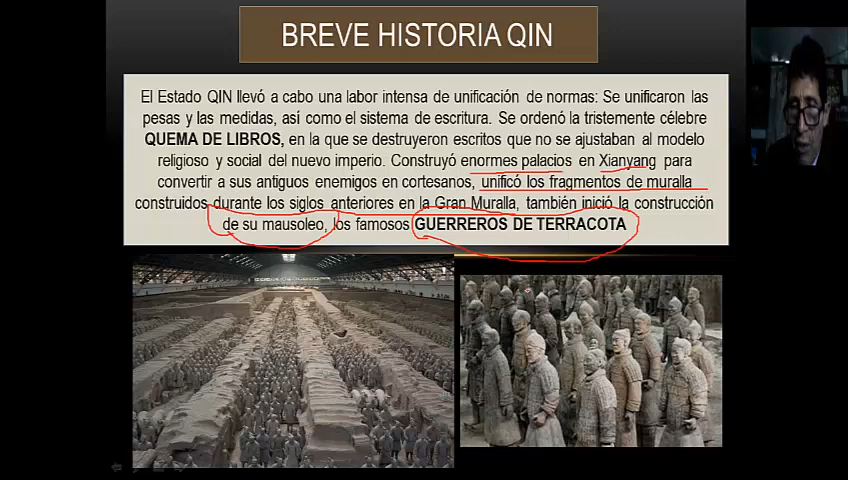 BREVE HISTORIA QIN
El Estado QIN llevó a cabo una labor intensa de unificación de normas: Se unificaron las
pesas y las medidas, así como el sistema de escritura. Se ordenó la tristemente célebre
QUEMA DE LIBROS, en la que se destruyeron escritos que no se ajustaban al modelo
religioso y social del nuevo imperio. Construyó enormes palacios en Xianyang para
convertir a sus antiguos enemigos en cortesanos, unificó los fragmentos de muralla
construidos durante los siglos anteriores en la Gran Muralla, también inició la construcción
de su mausoleo, los famosos GUERREROS DE TERRACOTA